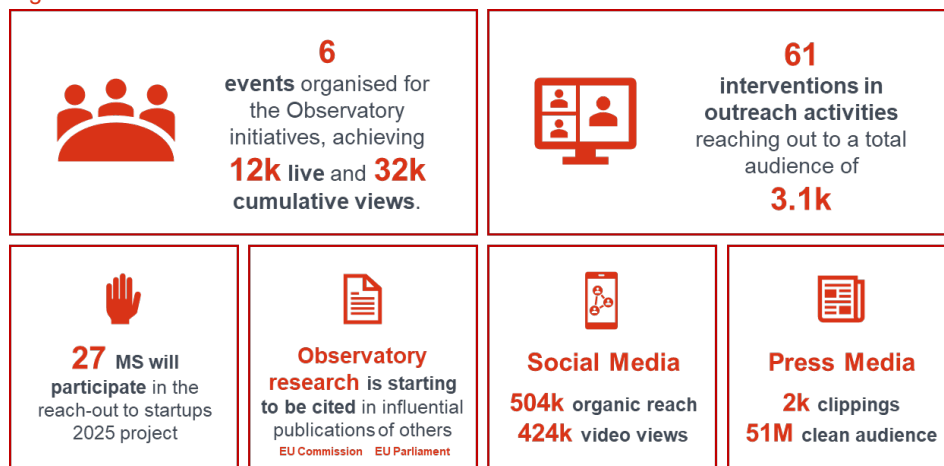 6
events organised for
the Observatory
initiatives, achieving
12k live and 32k
cumulative views.
61
interventions in
outreach activities
reaching out to a total
audience of
3.1k
27 MS will
participate in the
reach-out to startups
2025 project
Observatory
research is starting
to be cited in influential
publications of others
EU Commission EU Parliament
Social Media
504k organic reach
424k video views
Press Media
2k clippings
51M clean audience